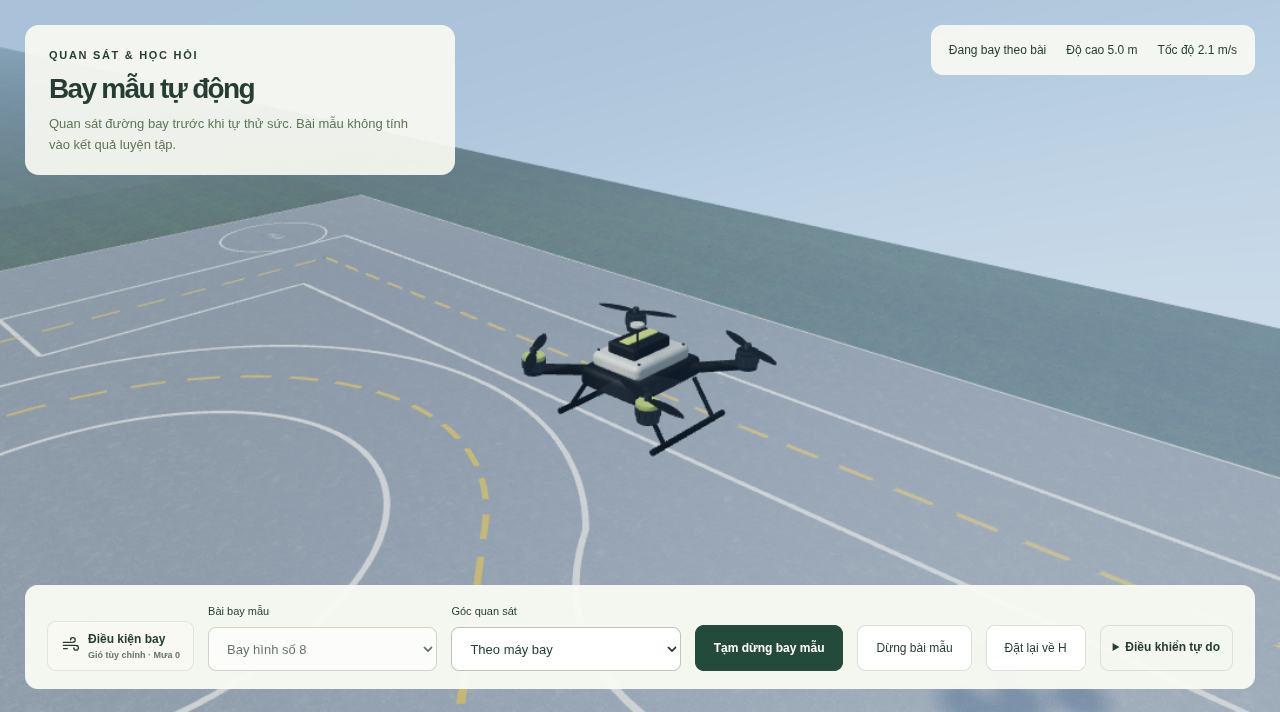 QUAN SÁT & HỌC HỎI
Bay mẫu tự động
Quan sát đường bay trước khi tự thử sức. Bài mẫu không tính
vào kết quả luyện tập.
Đang bay theo bài Độ cao 5.0 m Tốc độ 2.1 m/s
Bài bay mẫu
Góc quan sát
Điều kiện bay
Gió tùy chỉnh · Mưa 0
Bay hình số 8
Theo máy bay
Tạm dừng bay mẫu
Dừng bài mẫu
Đặt lại về H
Điều khiển tự do